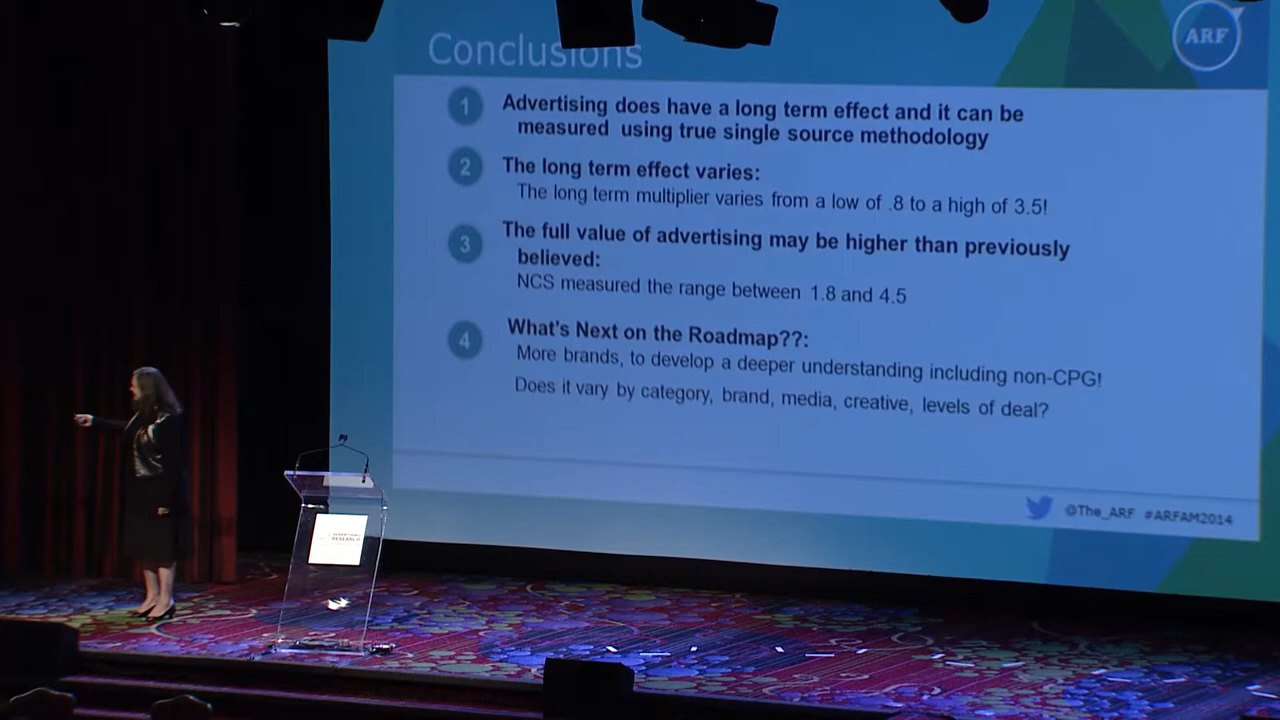 Conclusions
ARF
1
Advertising does have a long term effect and it can be
measured using true single source methodology
2
The long term effect varies:
The long term multiplier varies from a low of .8 to a high of 3.5!
3
The full value of advertising may be higher than previously
believed:
NCS measured the range between 1.8 and 4.5
4
What's Next on the Roadmap??:
More brands, to develop a deeper understanding including non-CPG!
Does it vary by category, brand, media, creative, levels of deal?
@The_ARF #ARFAM2014
ADVERTISING
RESEARCH